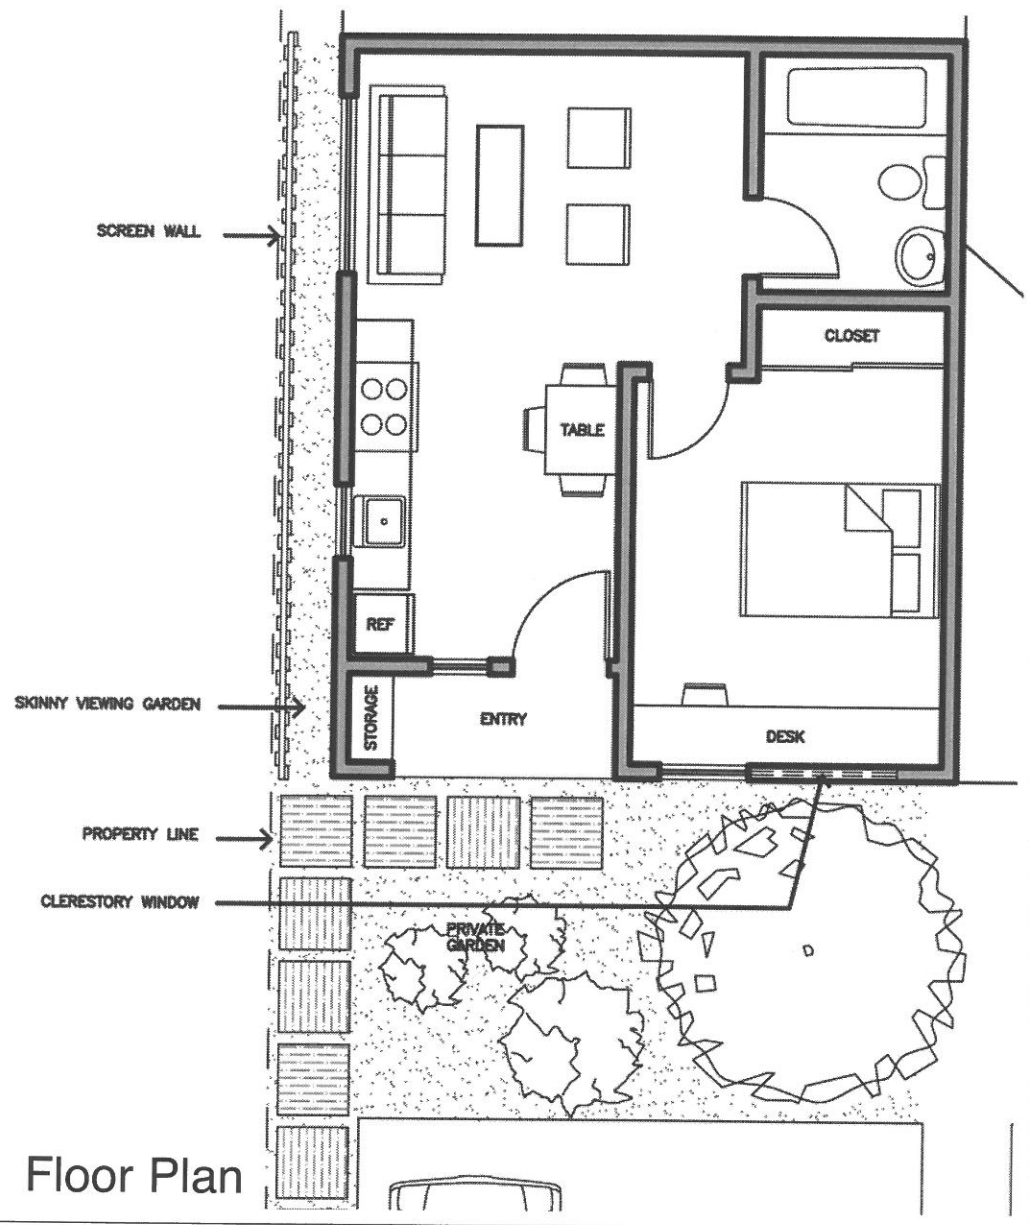 SCREEN WALL
CLOSET
TABLE
REF
SKINNY VIEWING GARDEN
STORAGE
ENTRY
DESK
PROPERTY LINE
CLERESTORY WINDOW
PRIVATE
GARDEN
Floor Plan